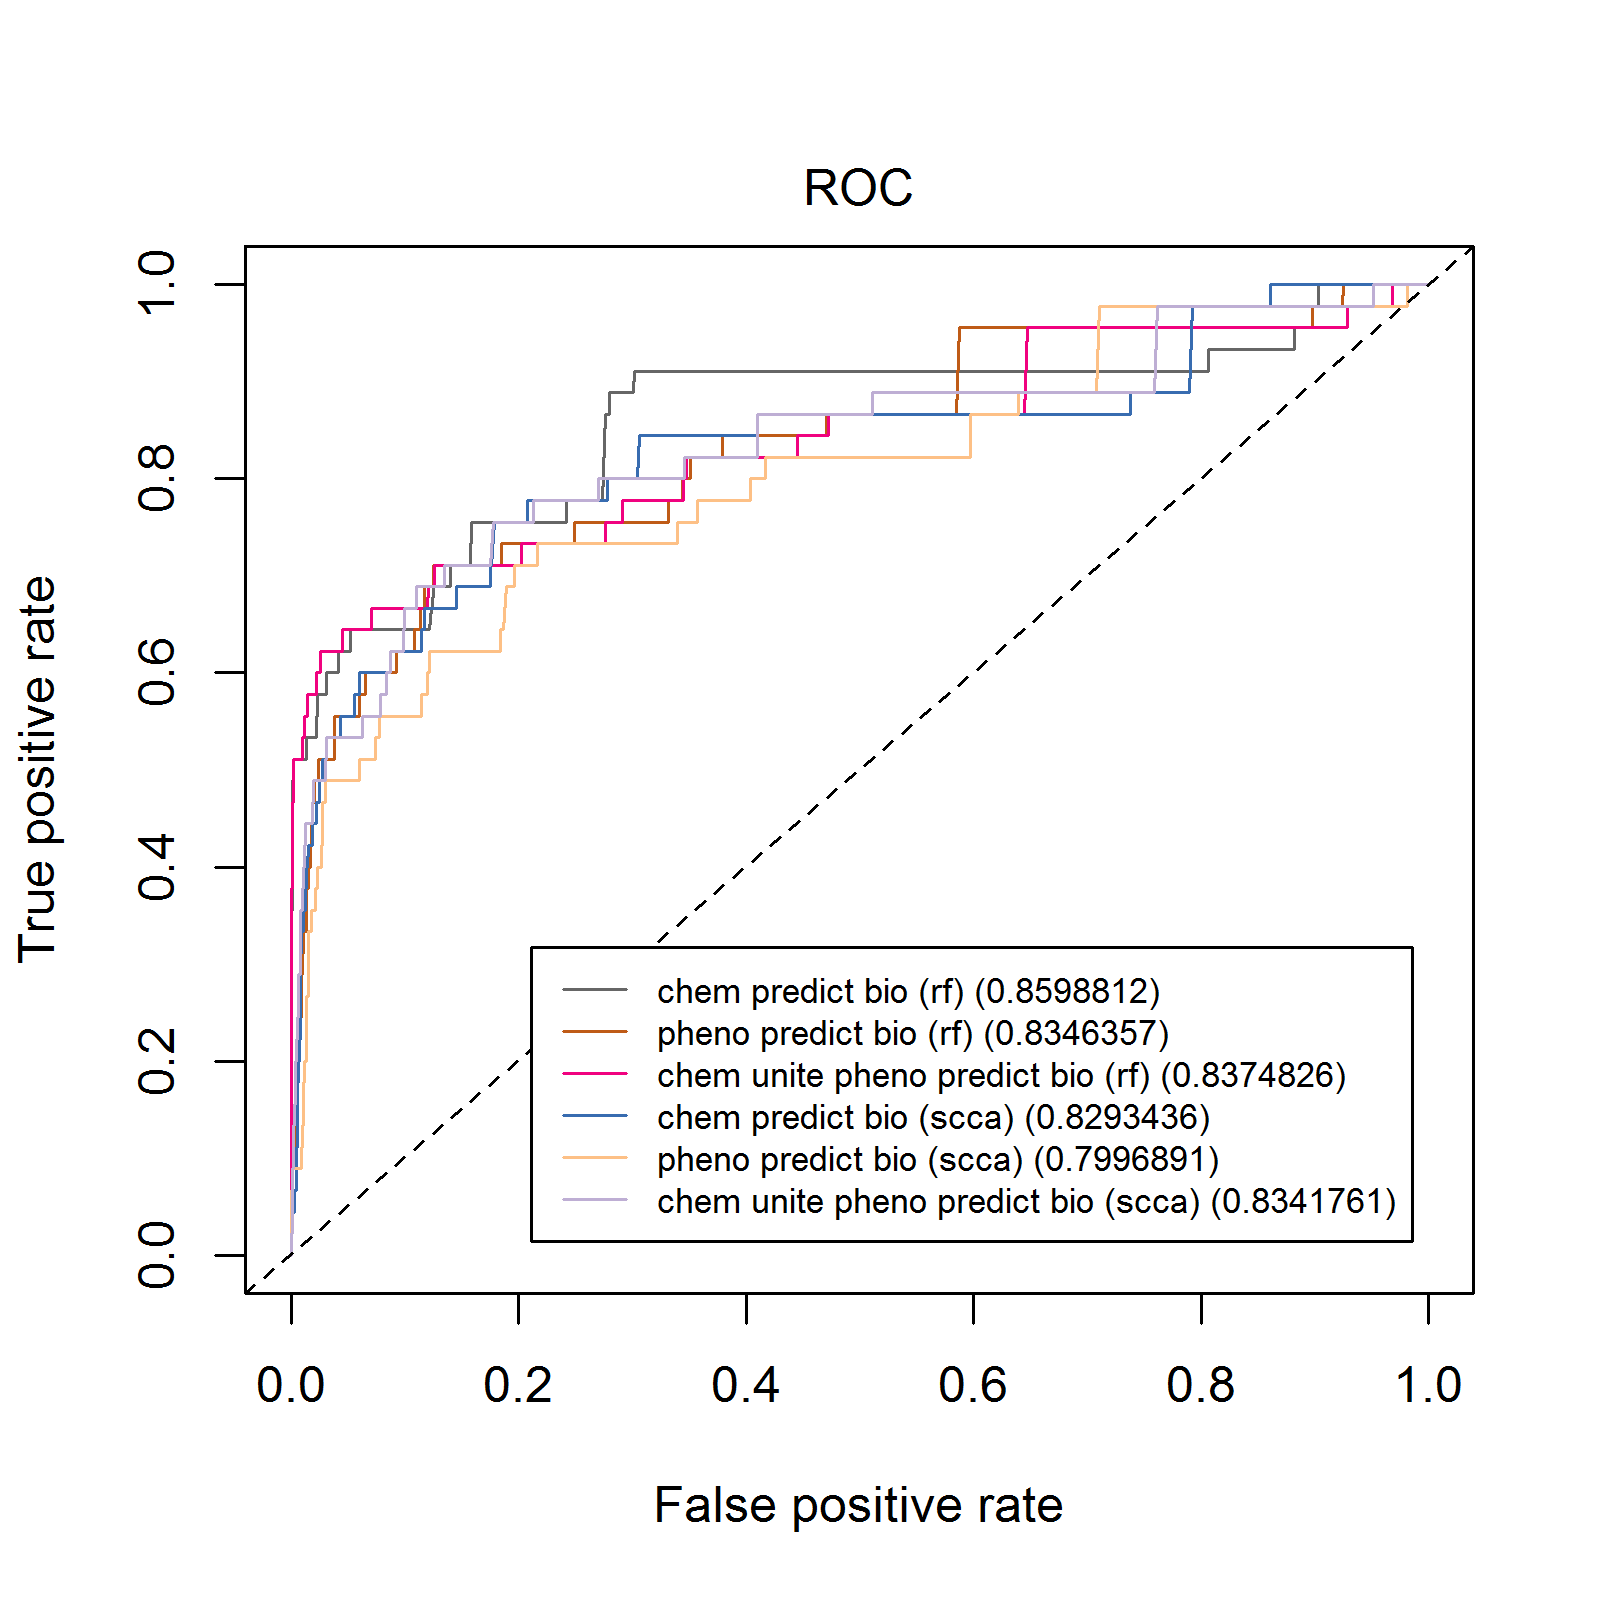 ROC
True positive rate
1.0
0.8
0.6
0.4
0.2
0.0
chem predict bio (rf) (0.8598812)
pheno predict bio (rf) (0.8346357)
chem unite pheno predict bio (rf) (0.8374826)
chem predict bio (scca) (0.8293436)
pheno predict bio (scca) (0.7996891)
chem unite pheno predict bio (scca) (0.8341761)
0.0 0.2 0.4 0.6 0.8 1.0
False positive rate